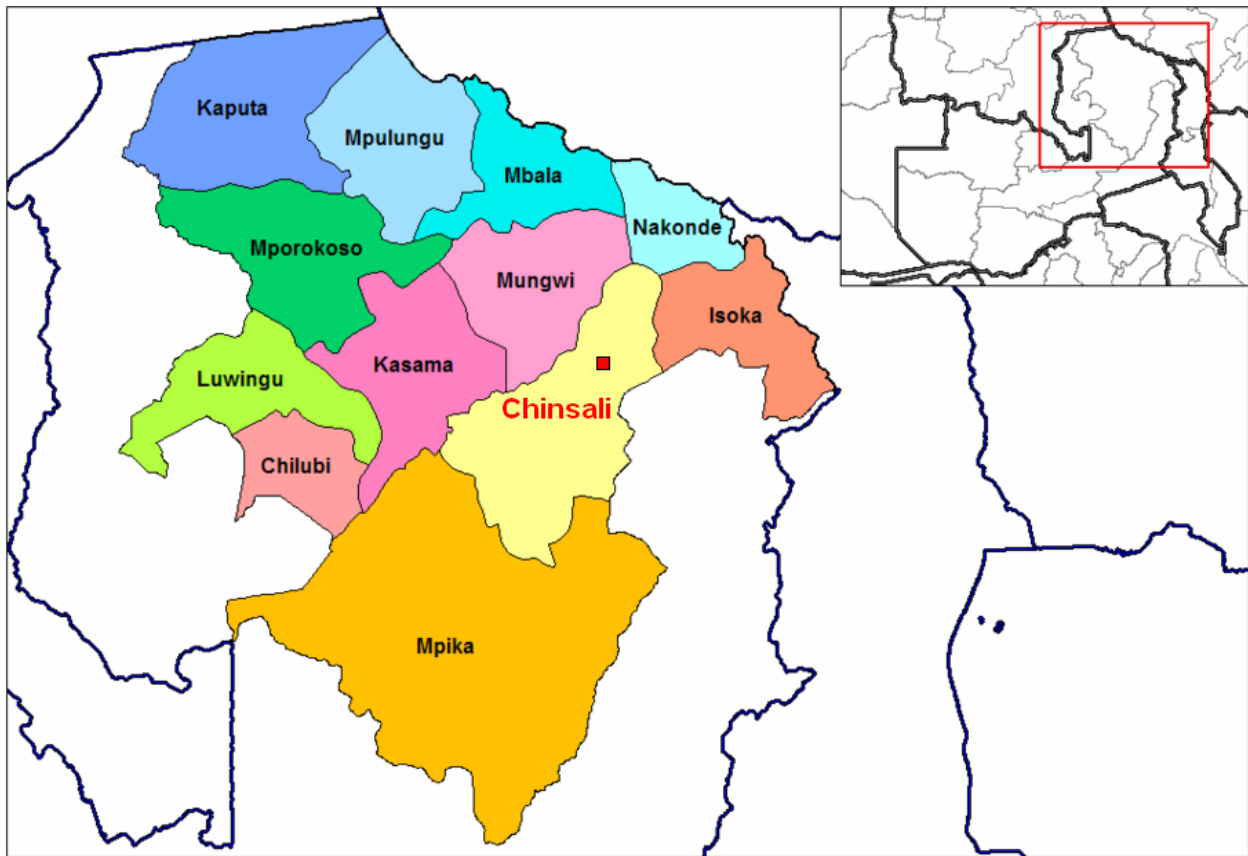 Kaputa
Mpulungu
Mbala
Nakonde
Mporokoso
Mungwi
Isoka
Kasama
Luwingu
Chinsali
Chilubi
Mpika